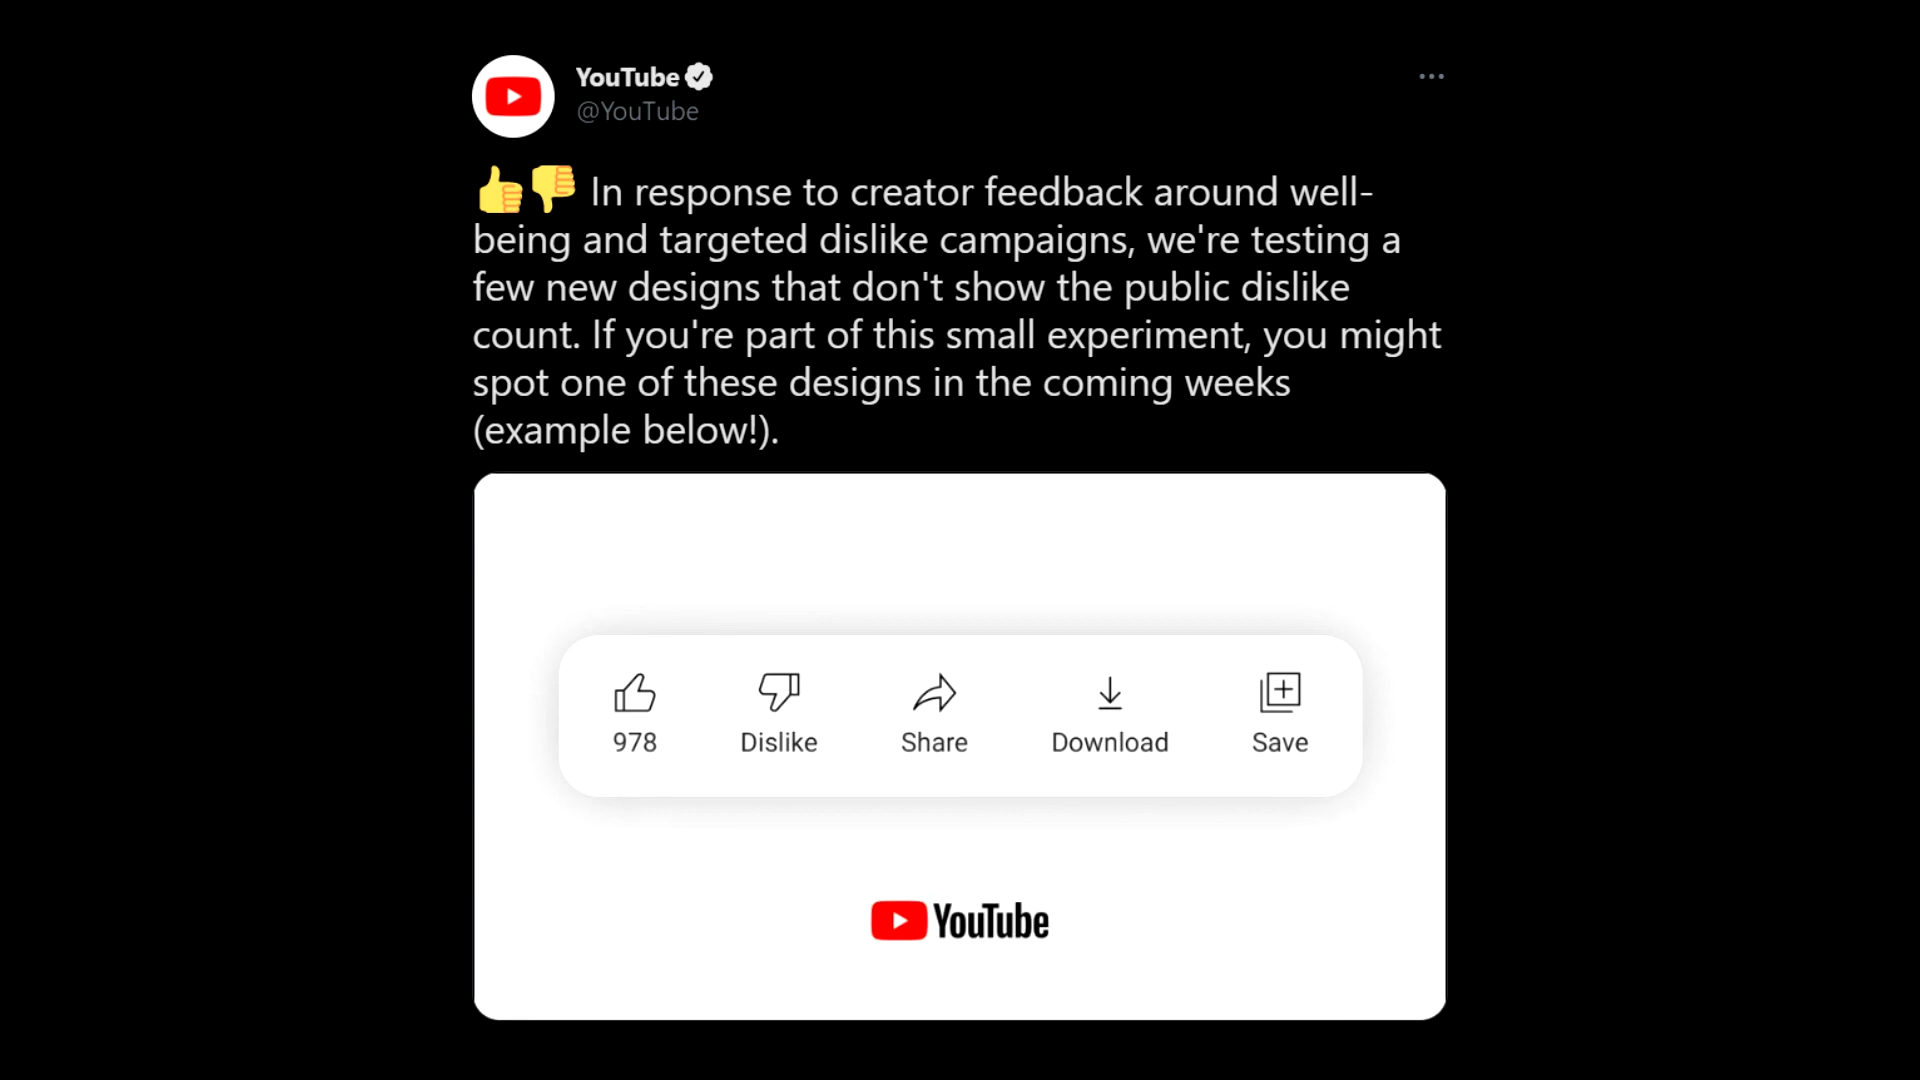 YouTube
@YouTube
👍👎 In response to creator feedback around well-
being and targeted dislike campaigns, we're testing a
few new designs that don't show the public dislike
count. If you're part of this small experiment, you might
spot one of these designs in the coming weeks
(example below!).
978 Dislike Share Download Save
YouTube